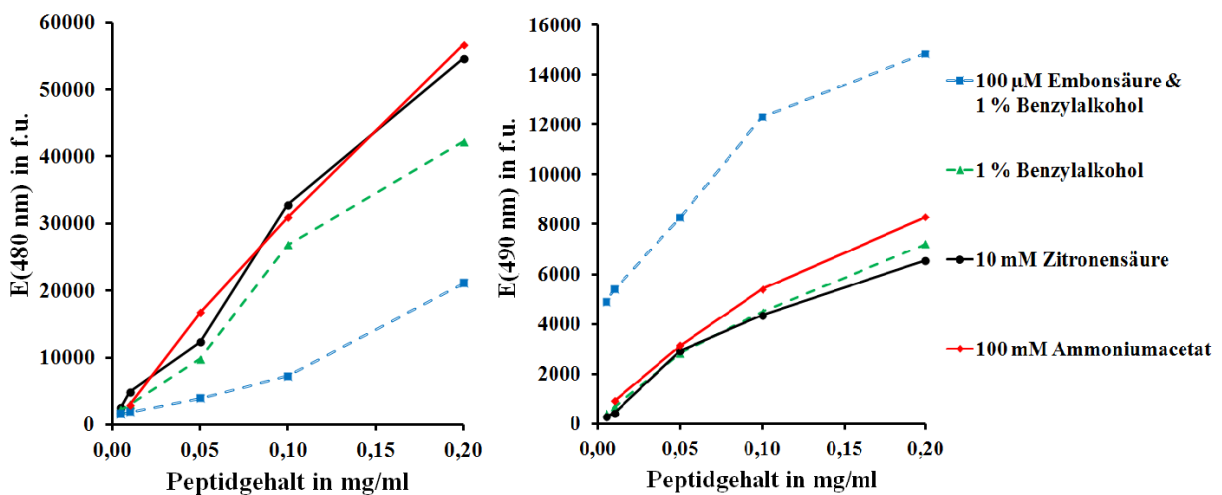 60000
50000
40000
30000
20000
10000
0
E(480 nm) in f.u.
0,00 0,05 0,10 0,15 0,20
Peptidgehalt in mg/ml
16000
14000
12000
10000
8000
6000
4000
2000
0
E(490 nm) in f.u.
0,00 0,05 0,10 0,15 0,20
Peptidgehalt in mg/ml
100 µM Embonsäure &
1 % Benzylalkohol
1 % Benzylalkohol
10 mM Zitronensäure
100 mM Ammoniumacetat